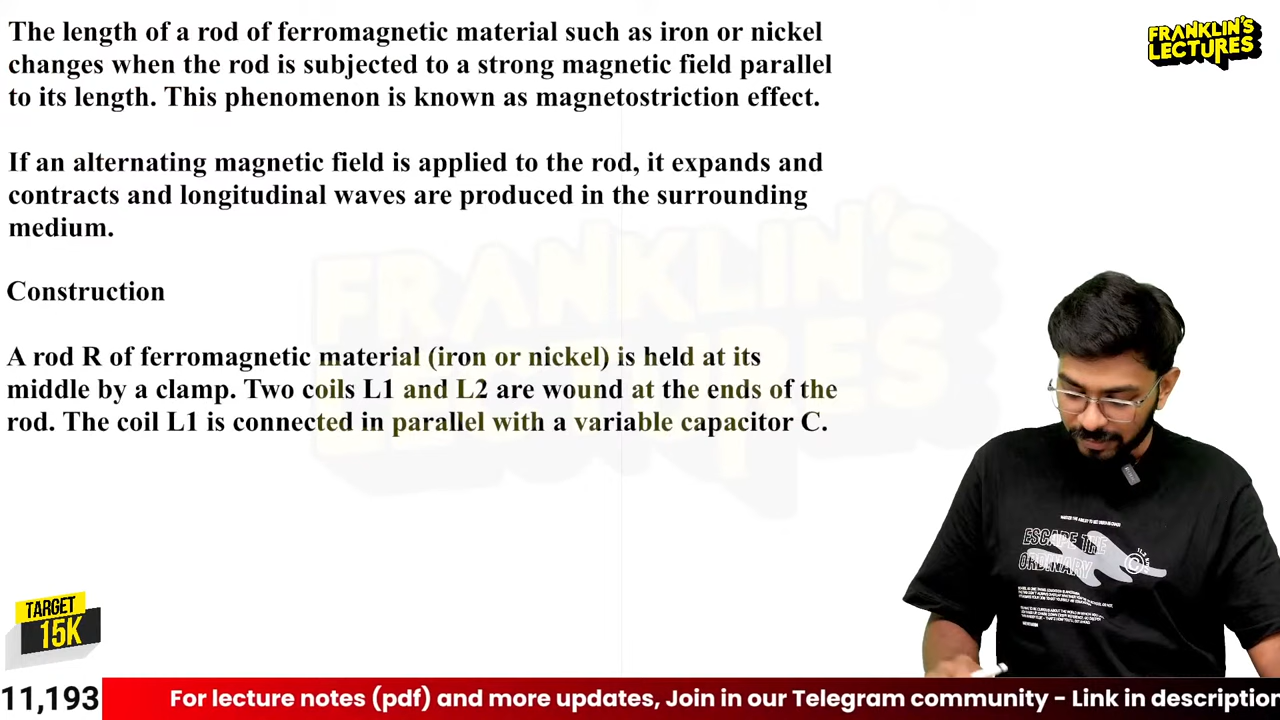 The length of a rod of ferromagnetic material such as iron or nickel
changes when the rod is subjected to a strong magnetic field parallel
to its length. This phenomenon is known as magnetostriction effect.
If an alternating magnetic field is applied to the rod, it expands and
contracts and longitudinal waves are produced in the surrounding
medium.
Construction
A rod R of ferromagnetic material (iron or nickel) is held at its
middle by a clamp. Two coils L1 and L2 are wound at the ends of the
rod. The coil L1 is connected in parallel with a variable capacitor C.
FRANKLIN'S
LECTURES
FRANKLIN'S
LECTURES
ESCAPE THE
ORDINARY
TARGET
15K
11,193
For lecture notes (pdf) and more updates, Join in our Telegram community - Link in description